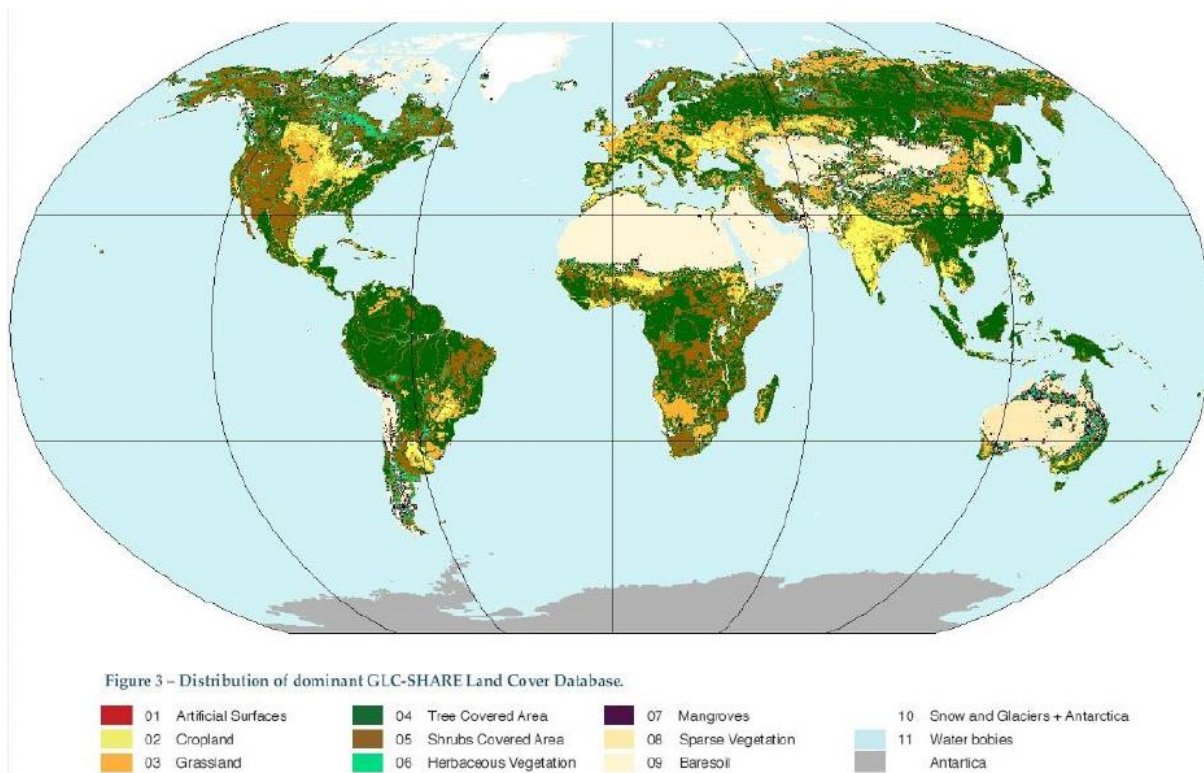 Figure 3 – Distribution of dominant GLC-SHARE Land Cover Database.
01 Artificial Surfaces
02 Cropland
03 Grassland
04 Tree Covered Area
05 Shrubs Covered Area
06 Herbaceous Vegetation
07 Mangroves
08 Sparse Vegetation
09 Baresoil
10 Snow and Glaciers + Antarctica
11 Water bobies
Antartica